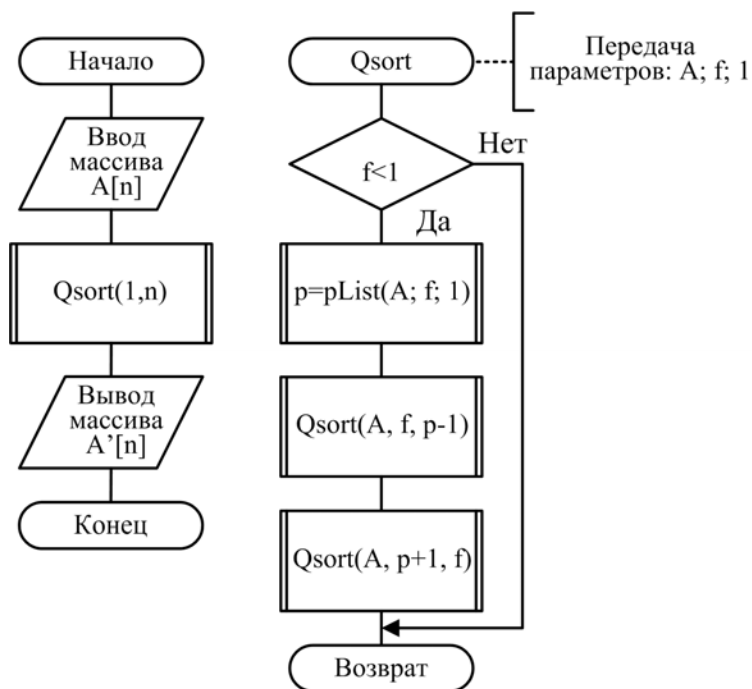 Начало
Ввод
массива
A[n]
Qsort(1,n)
Вывод
массива
A’[n]
Конец
Qsort
Передача
параметров: A; f; 1
f<1
Нет
Да
p=pList(A; f; 1)
Qsort(A, f, p-1)
Qsort(A, p+1, f)
Возврат